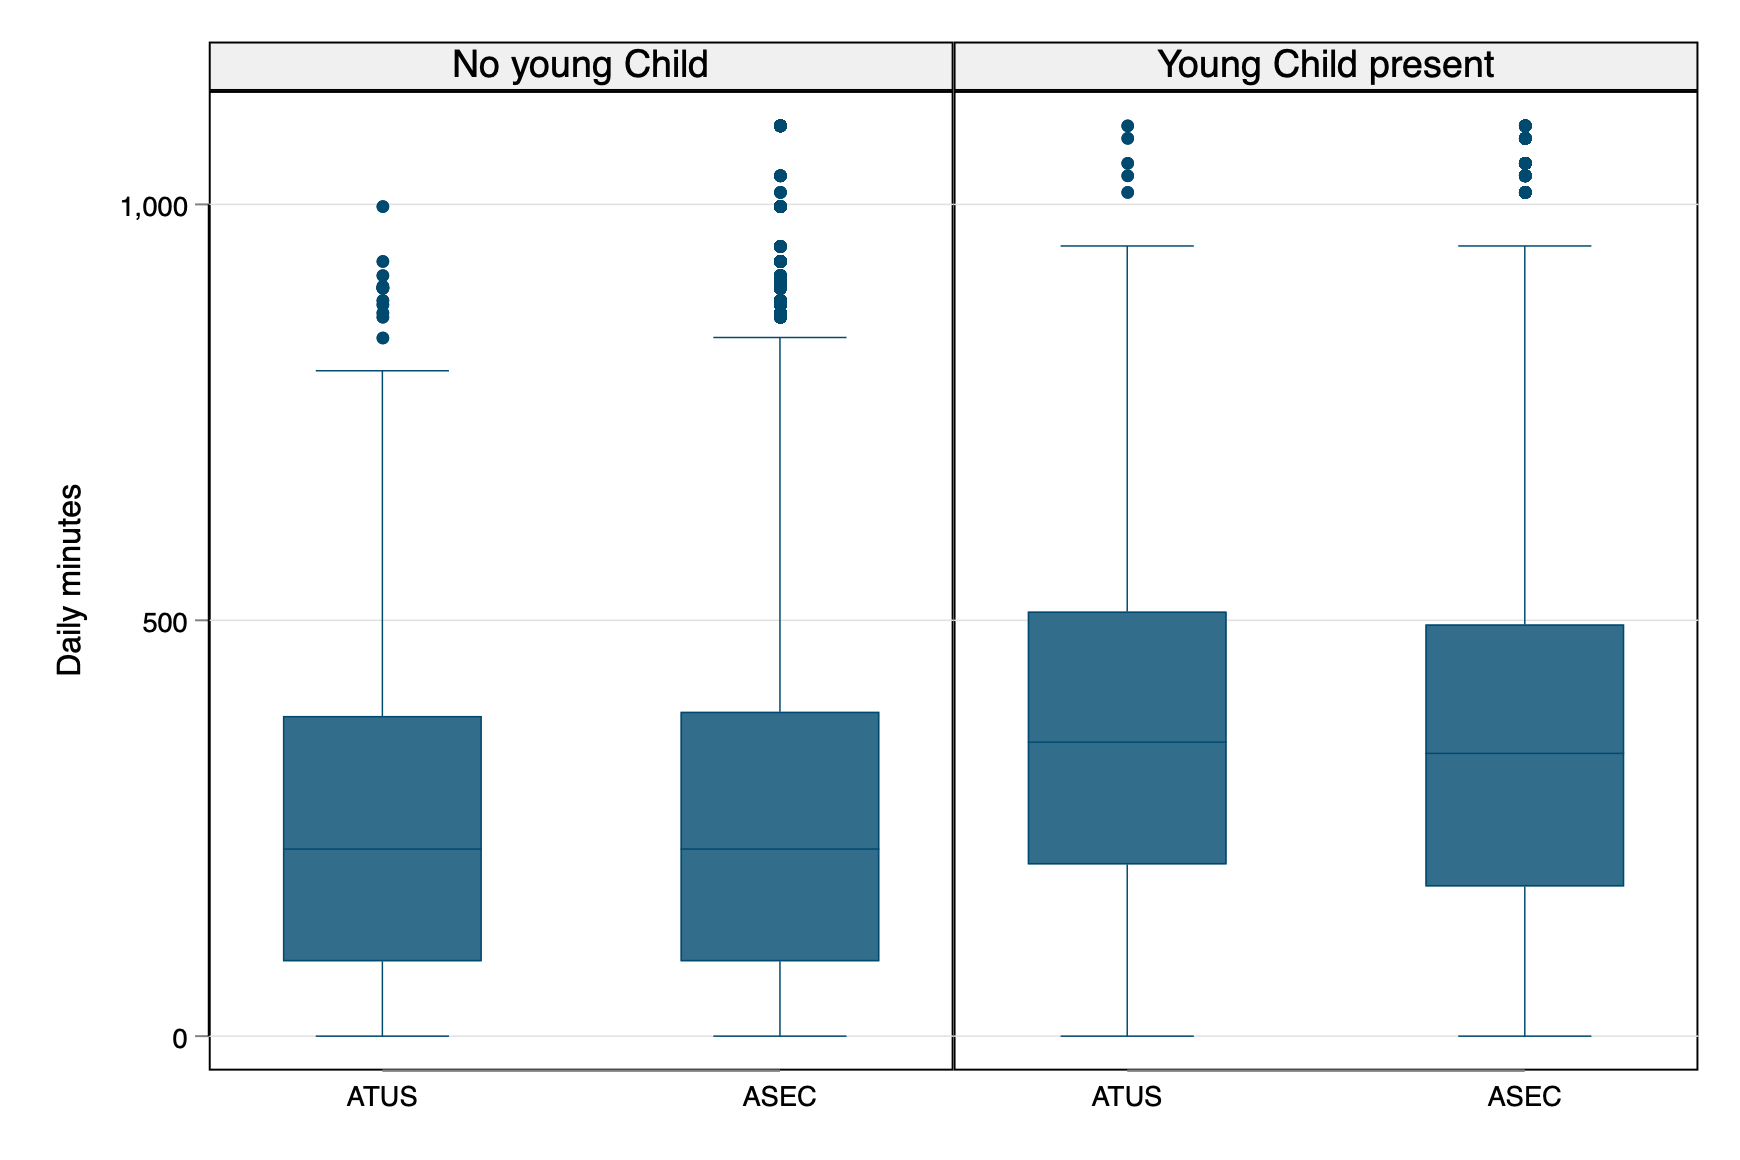 No young Child
Young Child present
Daily minutes
1,000
500
0
ATUS
ASEC
ATUS
ASEC